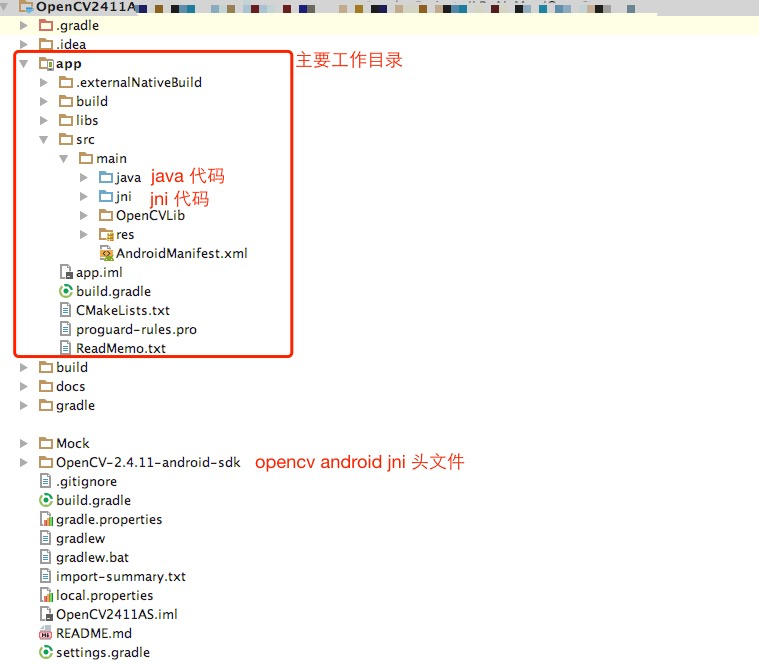 OpenCV2411A
.gradle
.idea
app 主要工作目录
.externalNativeBuild
build
libs
src
main
java java 代码
jni jni 代码
OpenCVLib
res
AndroidManifest.xml
app.iml
build.gradle
CMakeLists.txt
proguard-rules.pro
ReadMemo.txt
build
docs
gradle
Mock
OpenCV-2.4.11-android-sdk opencv android jni 头文件
.gitignore
build.gradle
gradle.properties
gradlew
gradlew.bat
import-summary.txt
local.properties
OpenCV2411AS.iml
README.md
settings.gradle